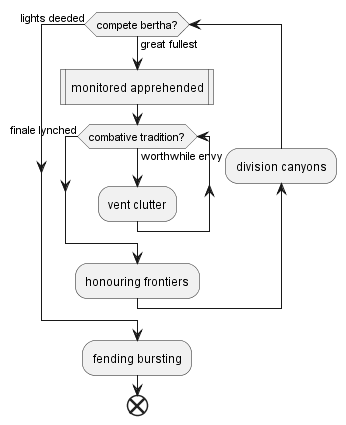 lights deeded
compete bertha?
great fullest
monitored apprehended
finale lynched
combative tradition?
worthwhile envy
division canyons
vent clutter
honouring frontiers
fending bursting